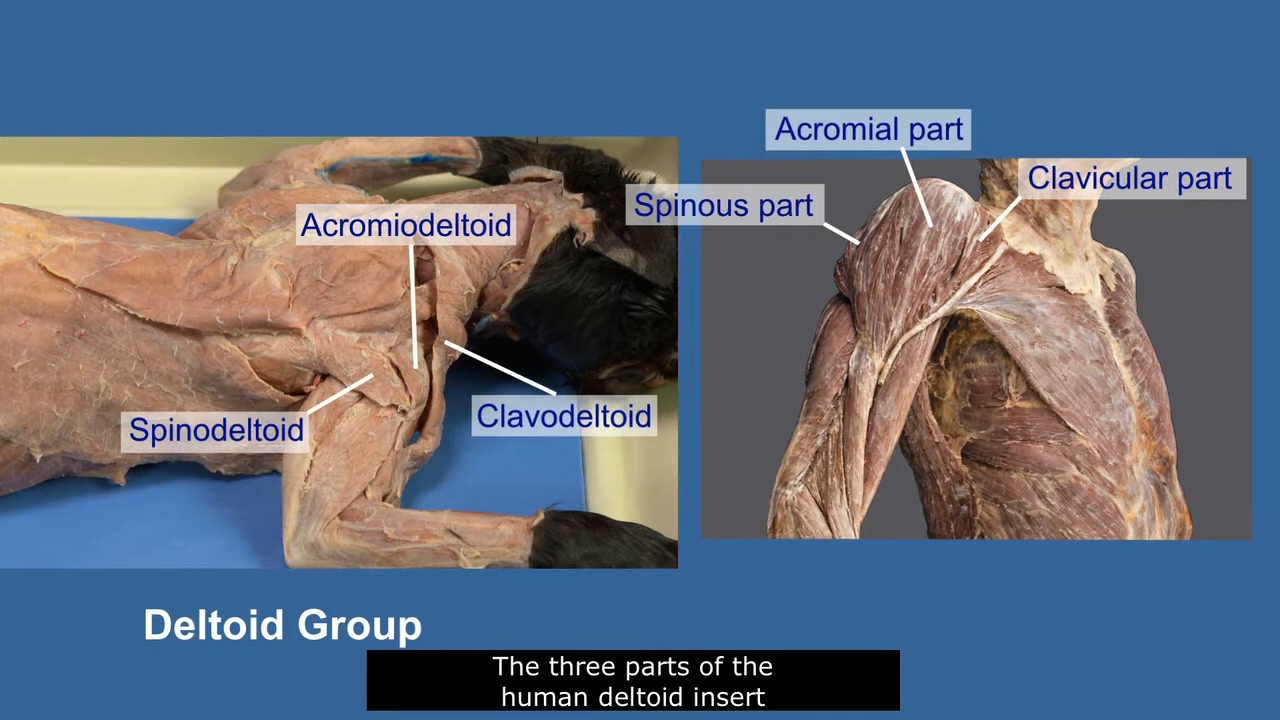 Acromial part
Clavicular part
Spinous part
Acromiodeltoid
Clavodeltoid
Spinodeltoid
Deltoid Group
The three parts of the
human deltoid insert